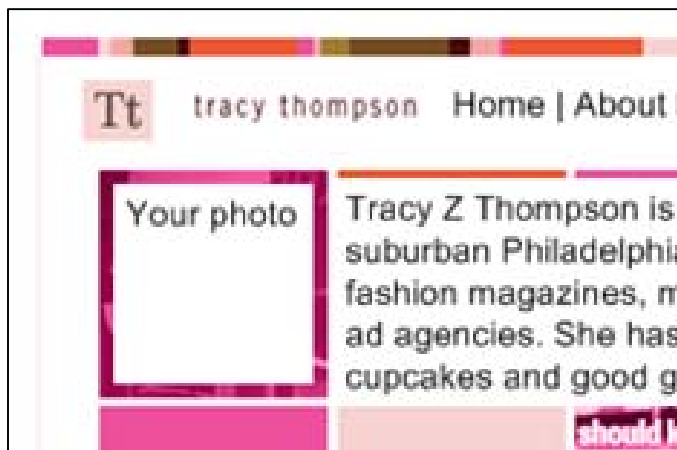 Tt
tracy thompson
Home | About
Your photo
Tracy Z Thompson is
suburban Philadelphia
fashion magazines, m
ad agencies. She has
cupcakes and good g
should k